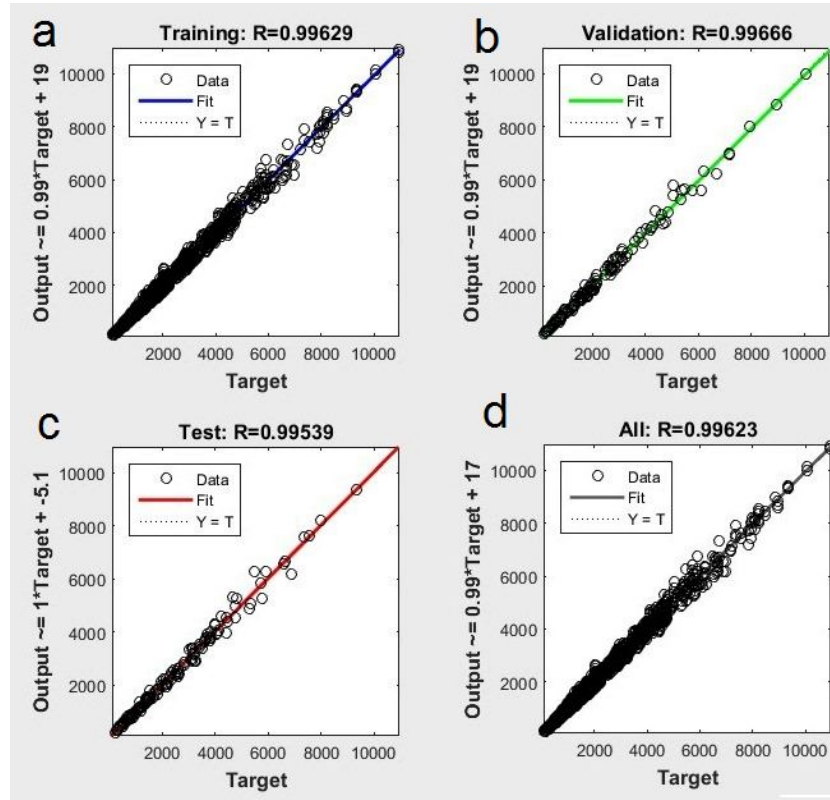 a
Training: R=0.99629
Output ~= 0.99*Target + 19
10000
8000
6000
4000
2000
Data
Fit
Y = T
2000 4000 6000 8000 10000
Target
b
Validation: R=0.99666
Output ~= 0.99*Target + 19
10000
8000
6000
4000
2000
Data
Fit
Y = T
2000 4000 6000 8000 10000
Target
c
Test: R=0.99539
Output ~= 1*Target + -5.1
10000
8000
6000
4000
2000
Data
Fit
Y = T
2000 4000 6000 8000 10000
Target
d
All: R=0.99623
Output ~= 0.99*Target + 17
10000
8000
6000
4000
2000
Data
Fit
Y = T
2000 4000 6000 8000 10000
Target